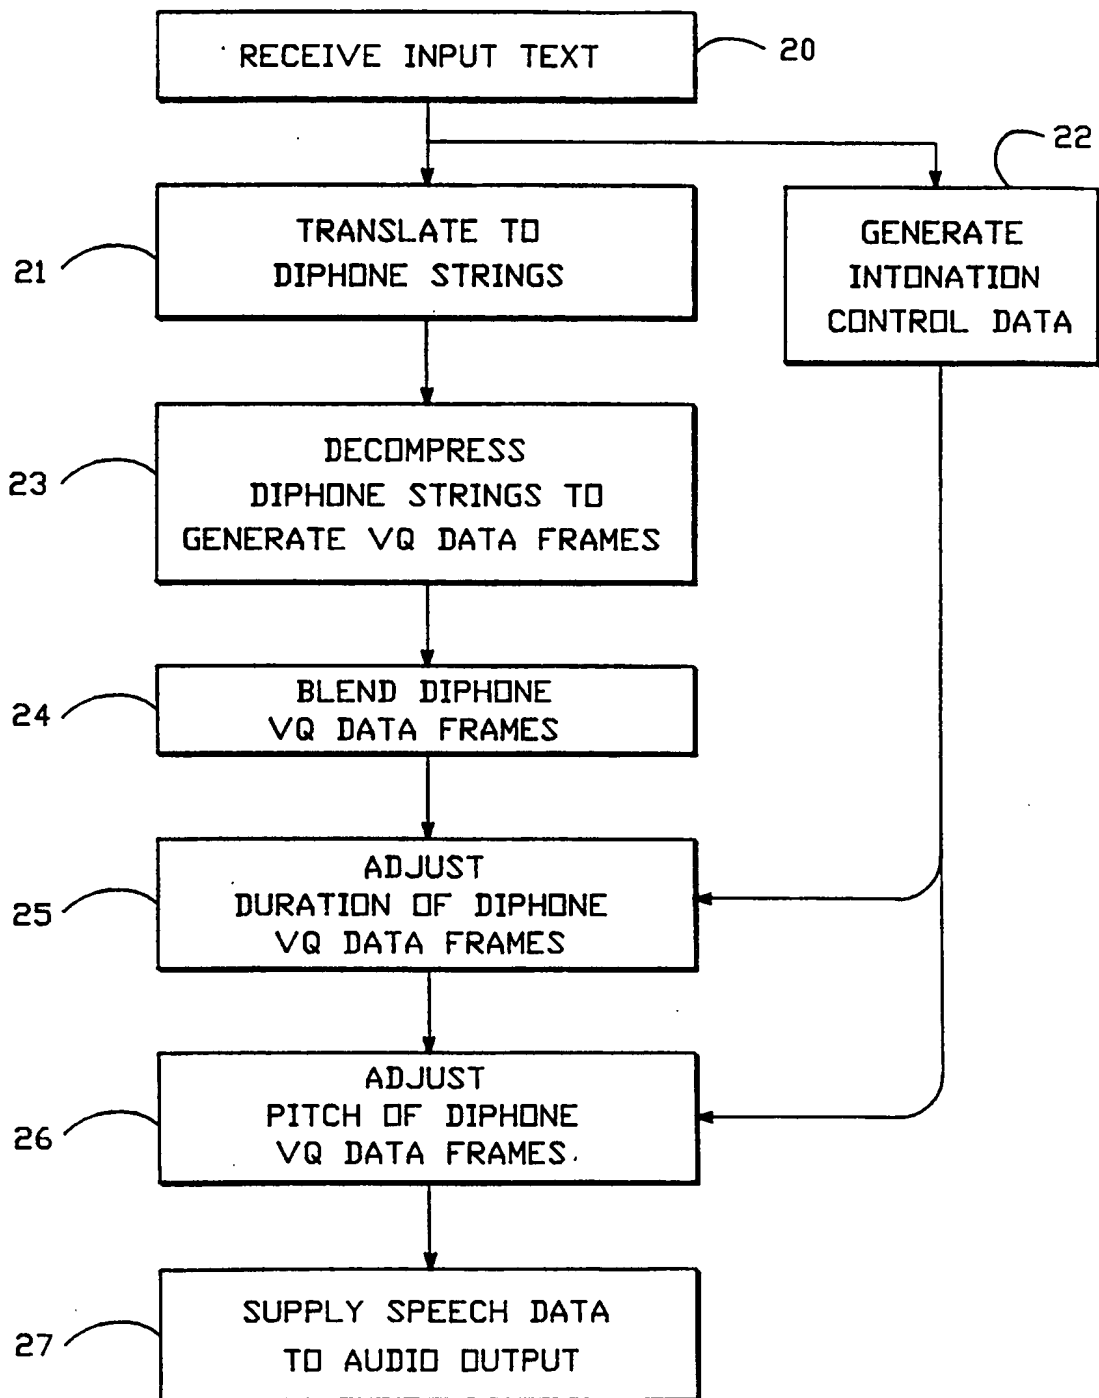 RECEIVE INPUT TEXT
20
22
TRANSLATE TO
DIPHONE STRINGS
21
GENERATE
INTONATION
CONTROL DATA
DECOMPRESS
DIPHONE STRINGS TO
GENERATE VQ DATA FRAMES
23
BLEND DIPHONE
VQ DATA FRAMES
24
ADJUST
DURATION OF DIPHONE
VQ DATA FRAMES
25
ADJUST
PITCH OF DIPHONE
VQ DATA FRAMES
26
SUPPLY SPEECH DATA
TO AUDIO OUTPUT
27